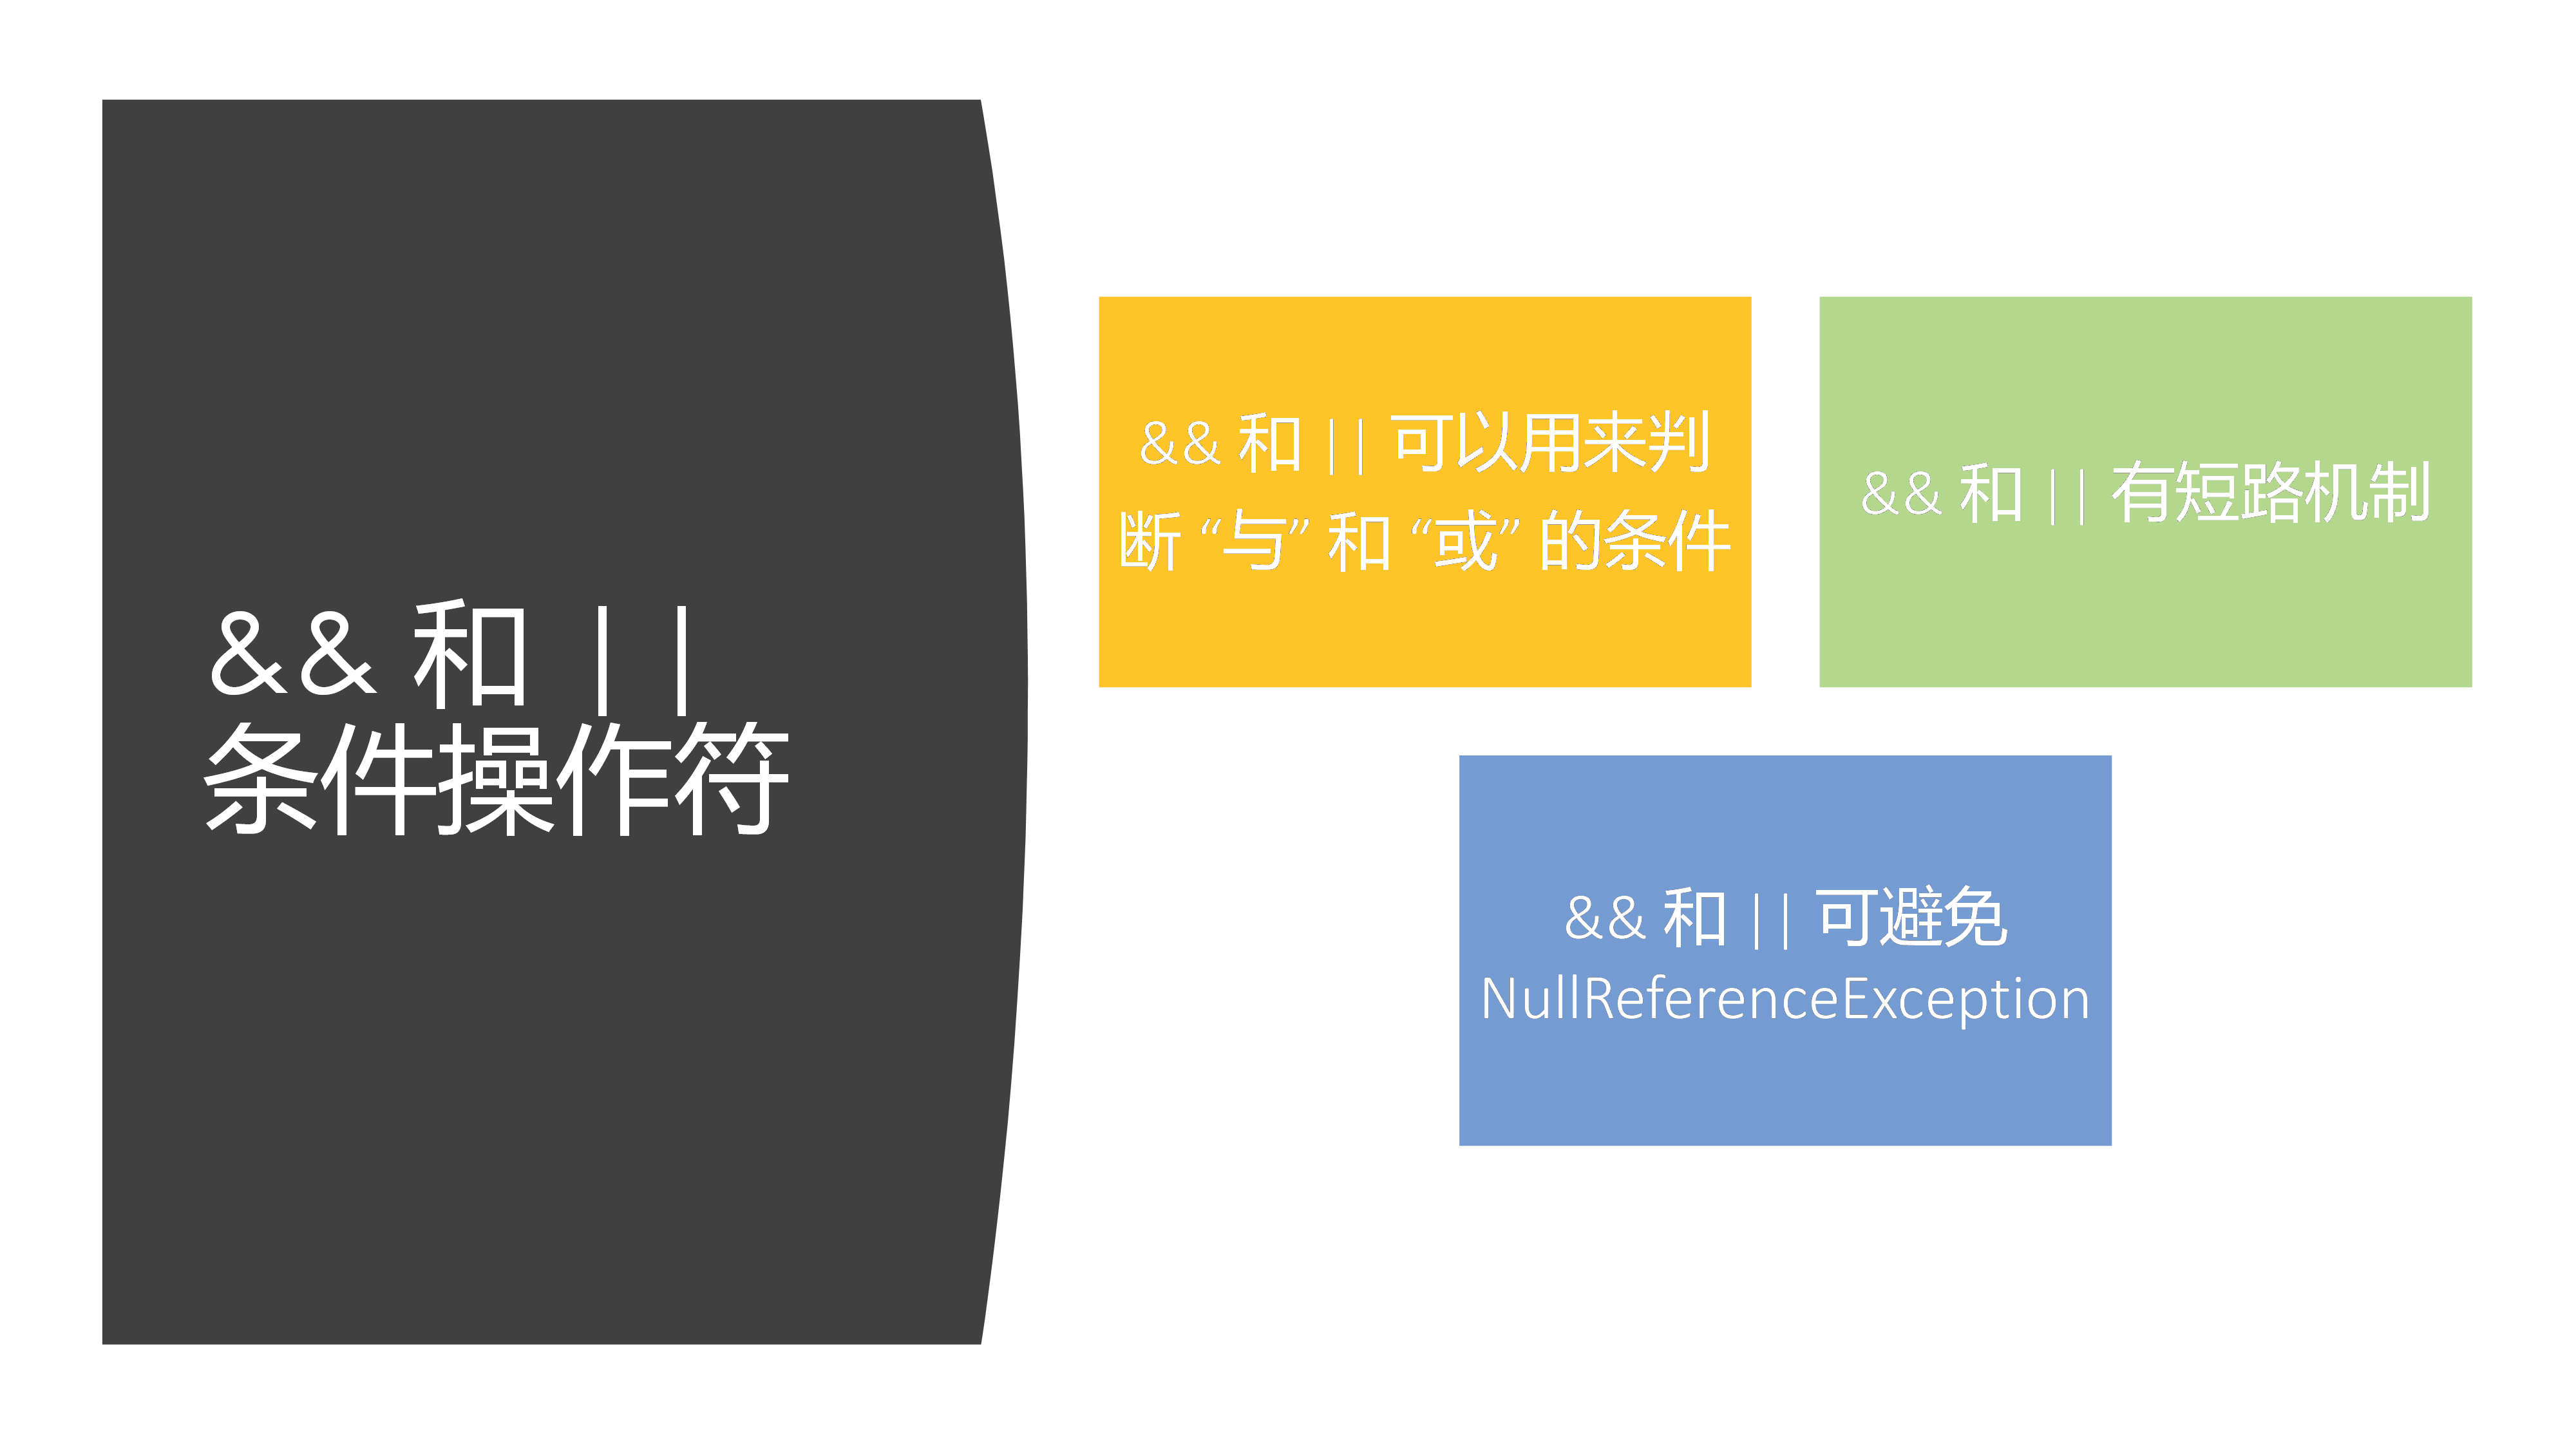 && 和 ||
条件操作符
&& 和 || 可以用来判
断 “与” 和 “或” 的条件
&& 和 || 有短路机制
&& 和 || 可避免
NullReferenceException